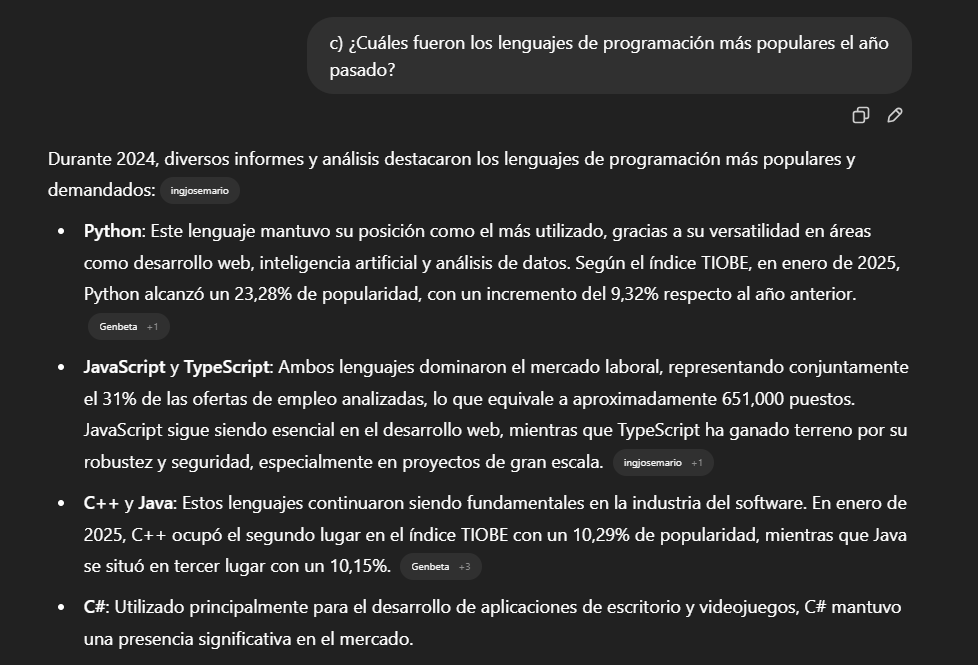 c) ¿Cuáles fueron los lenguajes de programación más populares el año
pasado?
Durante 2024, diversos informes y análisis destacaron los lenguajes de programación más populares y
demandados: ingjosemario
• Python: Este lenguaje mantuvo su posición como el más utilizado, gracias a su versatilidad en áreas
como desarrollo web, inteligencia artificial y análisis de datos. Según el índice TIOBE, en enero de 2025,
Python alcanzó un 23,28% de popularidad, con un incremento del 9,32% respecto al año anterior.
Genbeta +1
• JavaScript y TypeScript: Ambos lenguajes dominaron el mercado laboral, representando conjuntamente
el 31% de las ofertas de empleo analizadas, lo que equivale a aproximadamente 651,000 puestos.
JavaScript sigue siendo esencial en el desarrollo web, mientras que TypeScript ha ganado terreno por su
robustez y seguridad, especialmente en proyectos de gran escala. ingjosemario +1
• C++ y Java: Estos lenguajes continuaron siendo fundamentales en la industria del software. En enero de
2025, C++ ocupó el segundo lugar en el índice TIOBE con un 10,29% de popularidad, mientras que Java
se situó en tercer lugar con un 10,15%. Genbeta +3
• C#: Utilizado principalmente para el desarrollo de aplicaciones de escritorio y videojuegos, C# mantuvo
una presencia significativa en el mercado.